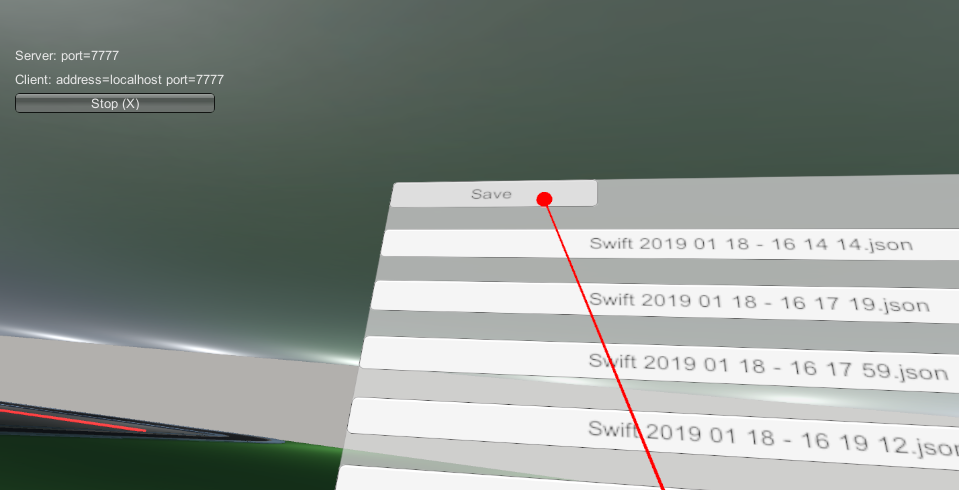 Server: port=7777
Client: address=localhost port=7777
Stop (X)
Save
Swift 2019 01 18 - 16 14 14.json
Swift 2019 01 18 - 16 17 19.json
Swift 2019 01 18 - 16 17 59.json
Swift 2019 01 18 - 16 19 12.json